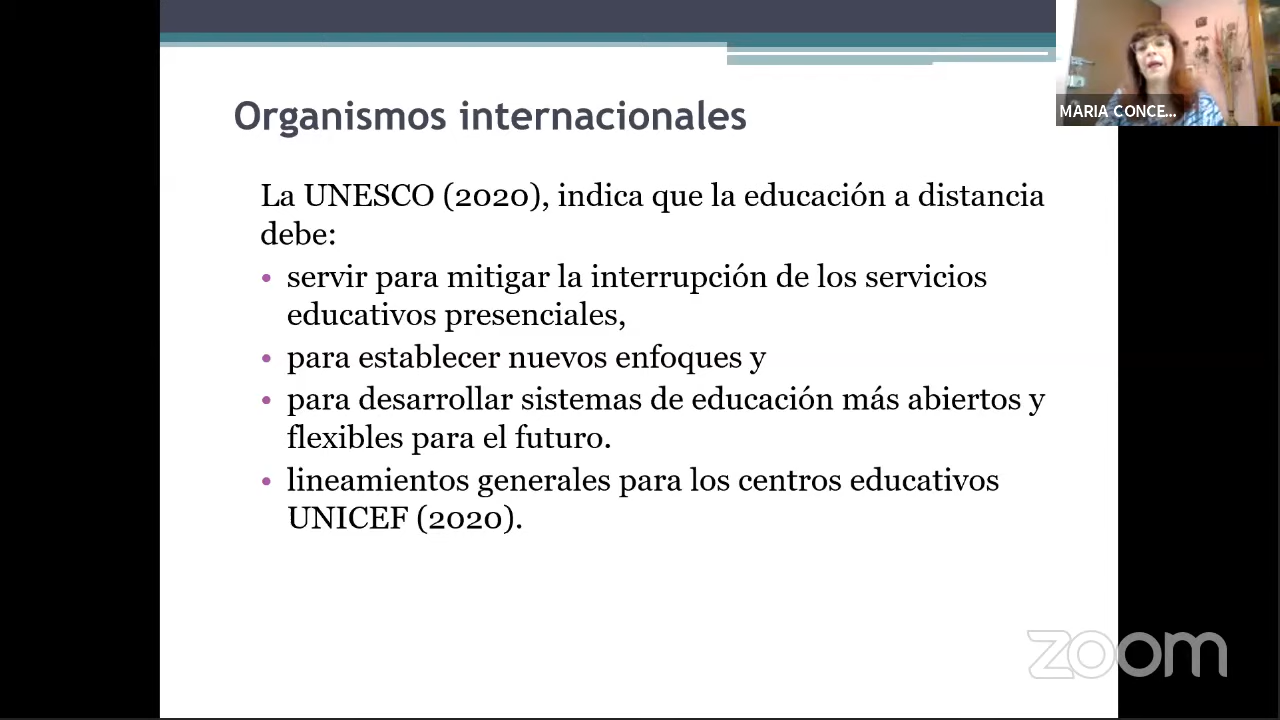 MARIA CONCE...
Organismos internacionales
La UNESCO (2020), indica que la educación a distancia
debe:
• servir para mitigar la interrupción de los servicios
educativos presenciales,
• para establecer nuevos enfoques y
• para desarrollar sistemas de educación más abiertos y
flexibles para el futuro.
• lineamientos generales para los centros educativos
UNICEF (2020).
zoom